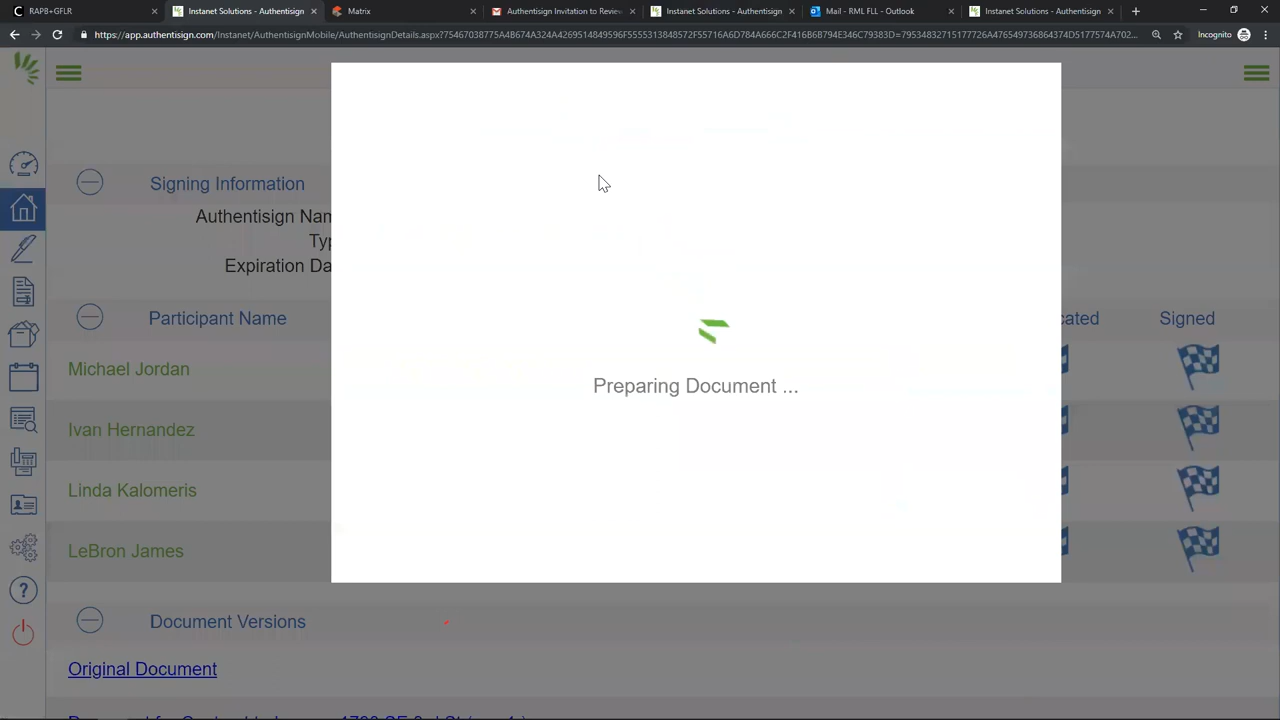 RAPB+GFLR
Instanet Solutions - Authentisign
Matrix
Authentisign Invitation to Review
Instanet Solutions - Authentisign
Mail - RML FLL - Outlook
Instanet Solutions - Authentisign
Incognito
Signing Information
Authentisign Nam
Typ
Expiration Da
Preparing Document ...
Participant Name
cated
Signed
Michael Jordan
Ivan Hernandez
Linda Kalomeris
LeBron James
Document Versions
Original Document